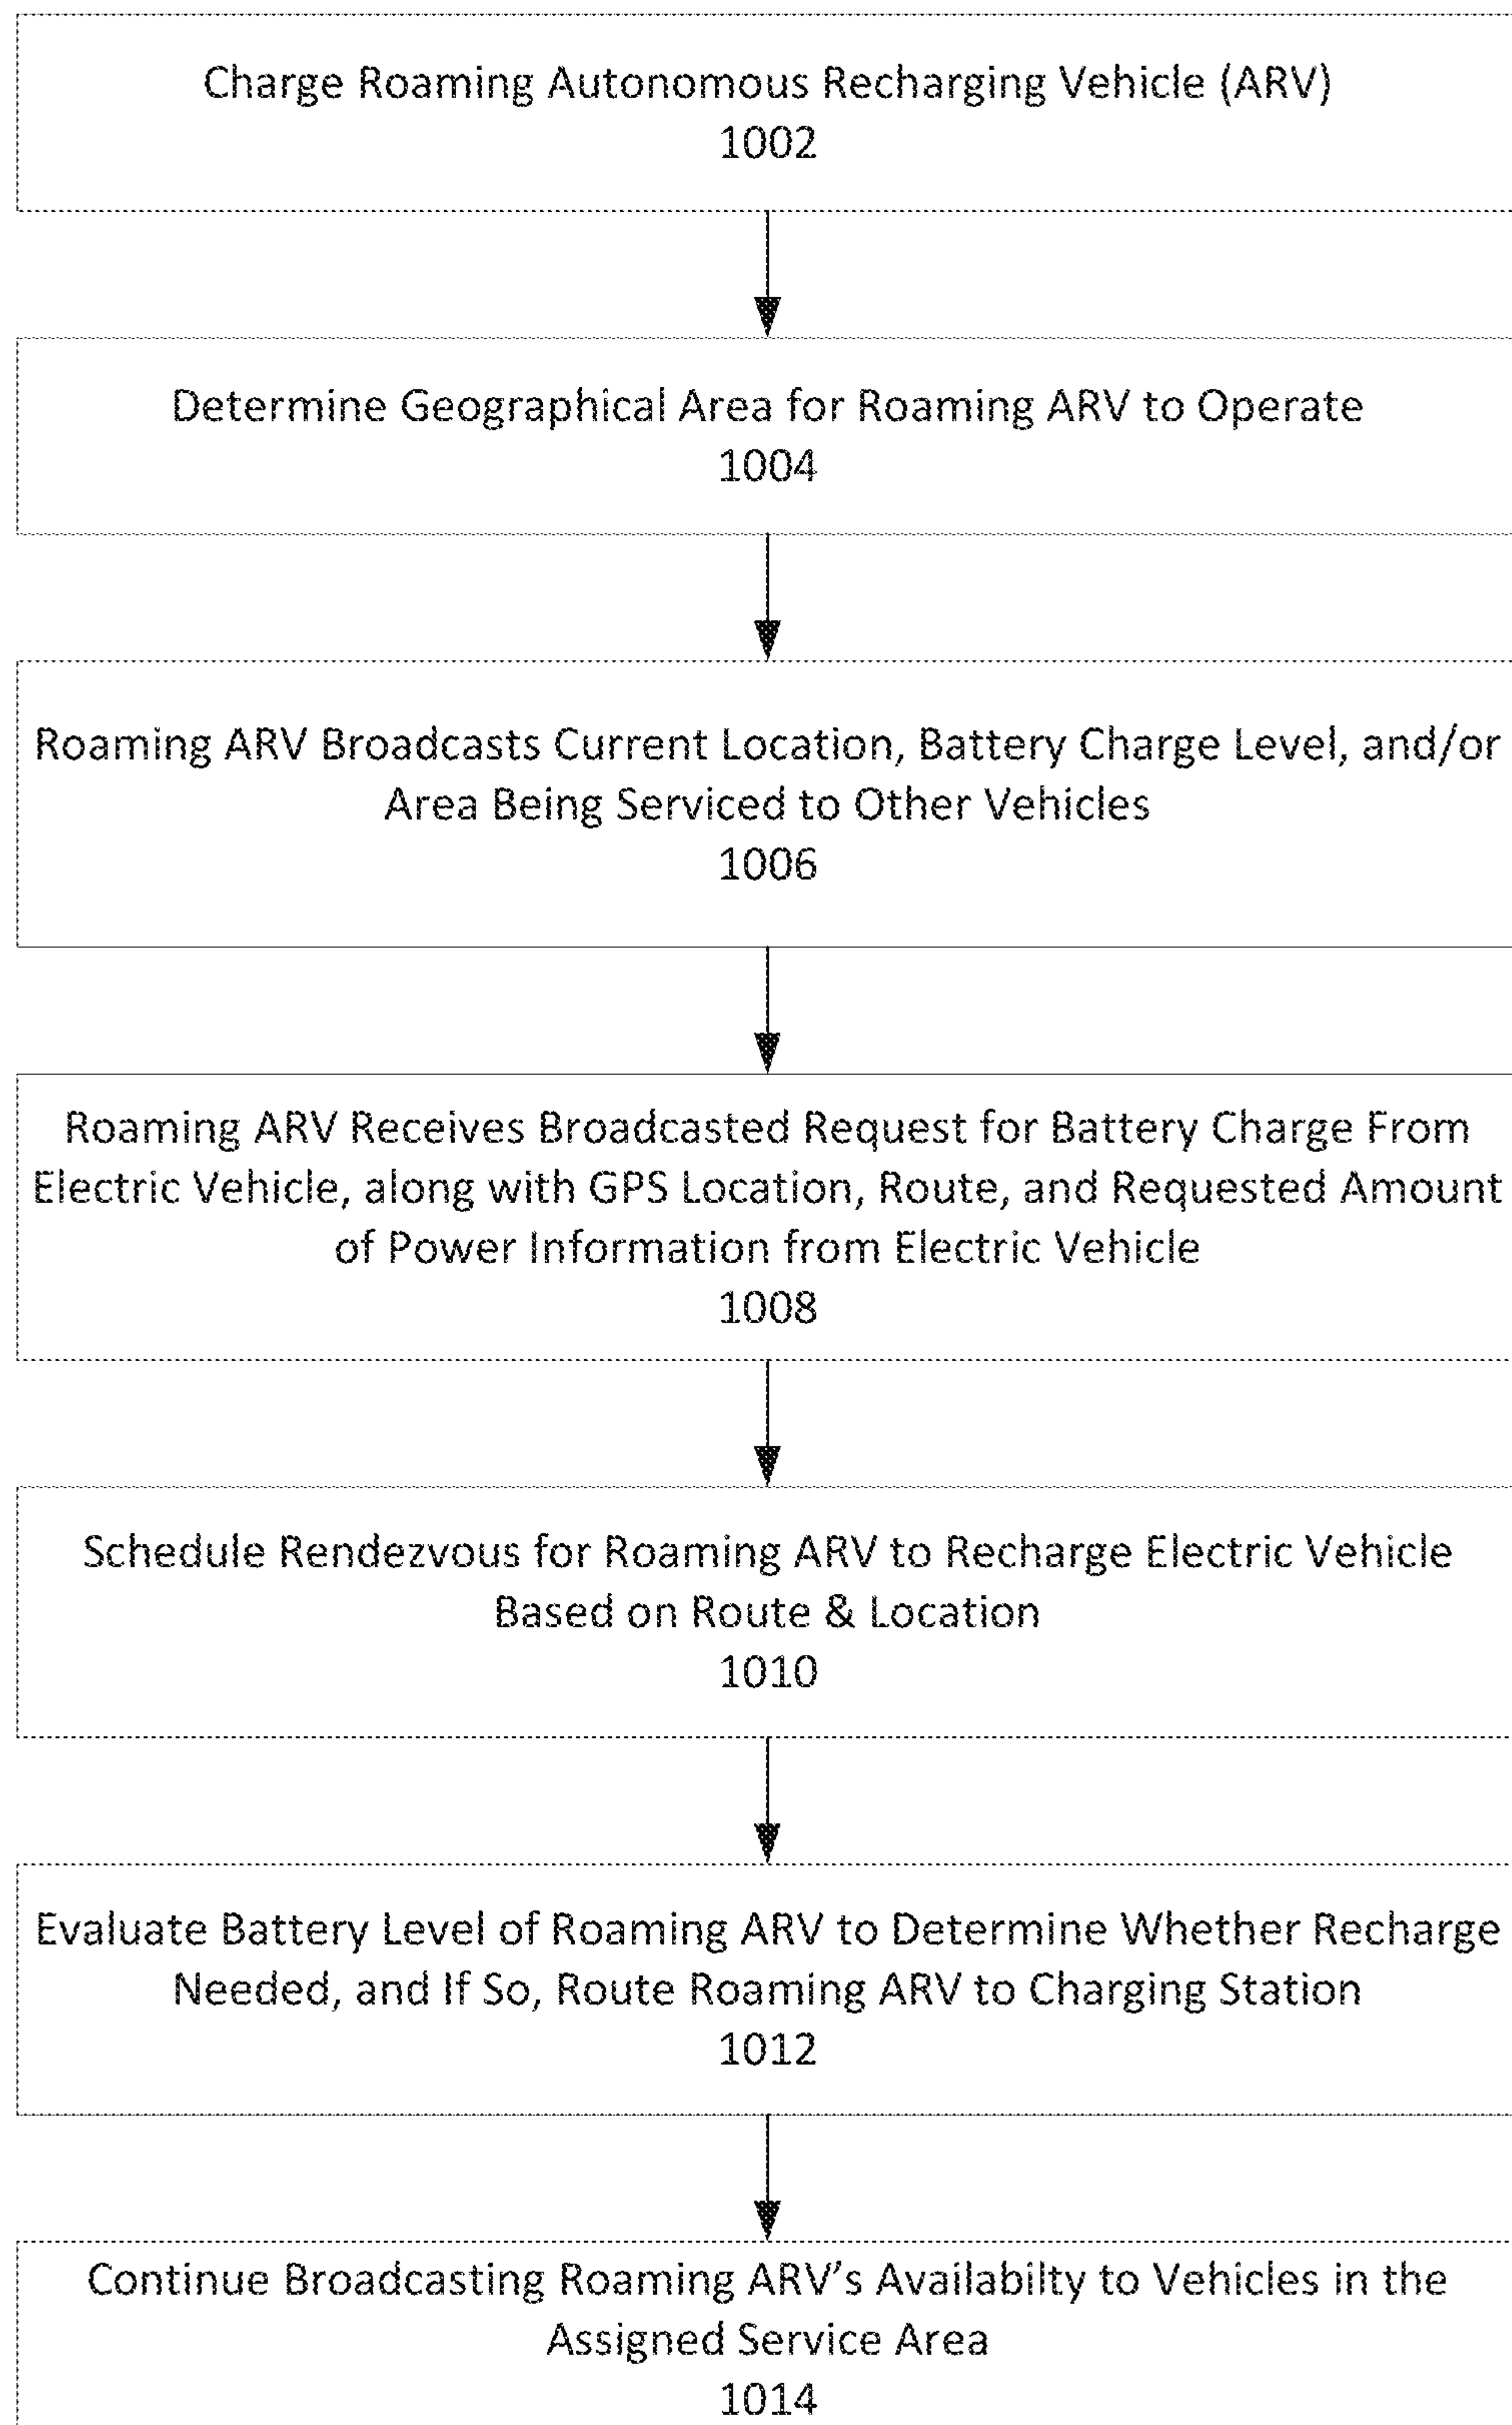 Charge Roaming Autonomous Recharging Vehicle (ARV)
1002
Determine Geographical Area for Roaming ARV to Operate
1004
Roaming ARV Broadcasts Current Location, Battery Charge Level, and/or
Area Being Serviced to Other Vehicles
1006
Roaming ARV Receives Broadcasted Request for Battery Charge From
Electric Vehicle, along with GPS Location, Route, and Requested Amount
of Power Information from Electric Vehicle
1008
Schedule Rendezvous for Roaming ARV to Recharge Electric Vehicle
Based on Route & Location
1010
Evaluate Battery Level of Roaming ARV to Determine Whether Recharge
Needed, and If So, Route Roaming ARV to Charging Station
1012
Continue Broadcasting Roaming ARV's Availabilty to Vehicles in the
Assigned Service Area
1014